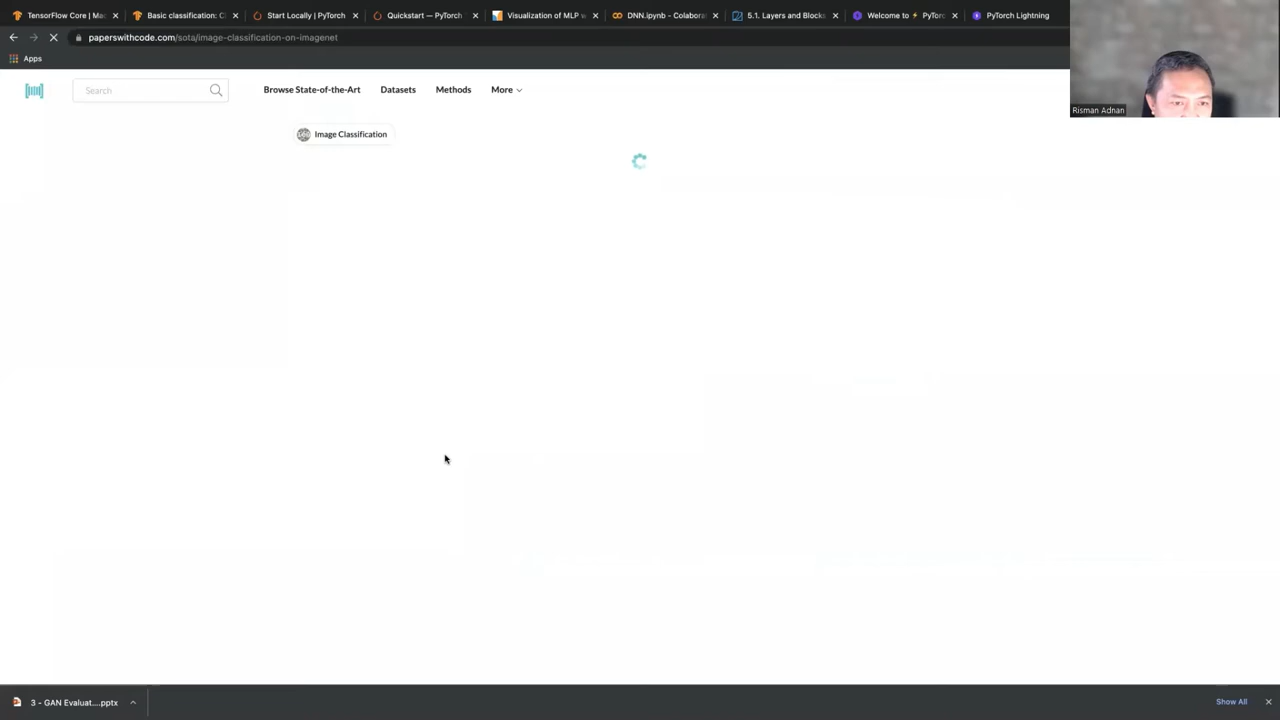 TensorFlow Core | Mac
Basic classification: Cl
Start Locally | PyTorch
Quickstart — PyTorch
Visualization of MLP w
DNN.ipynb - Colabora
5.1. Layers and Blocks
Welcome to ⚡ PyTorc
PyTorch Lightning
paperswithcode.com/sota/image-classification-on-imagenet
Apps
Search
Browse State-of-the-Art
Datasets
Methods
More
Image Classification
Risman Adnan
3 - GAN Evaluat....pptx
Show All